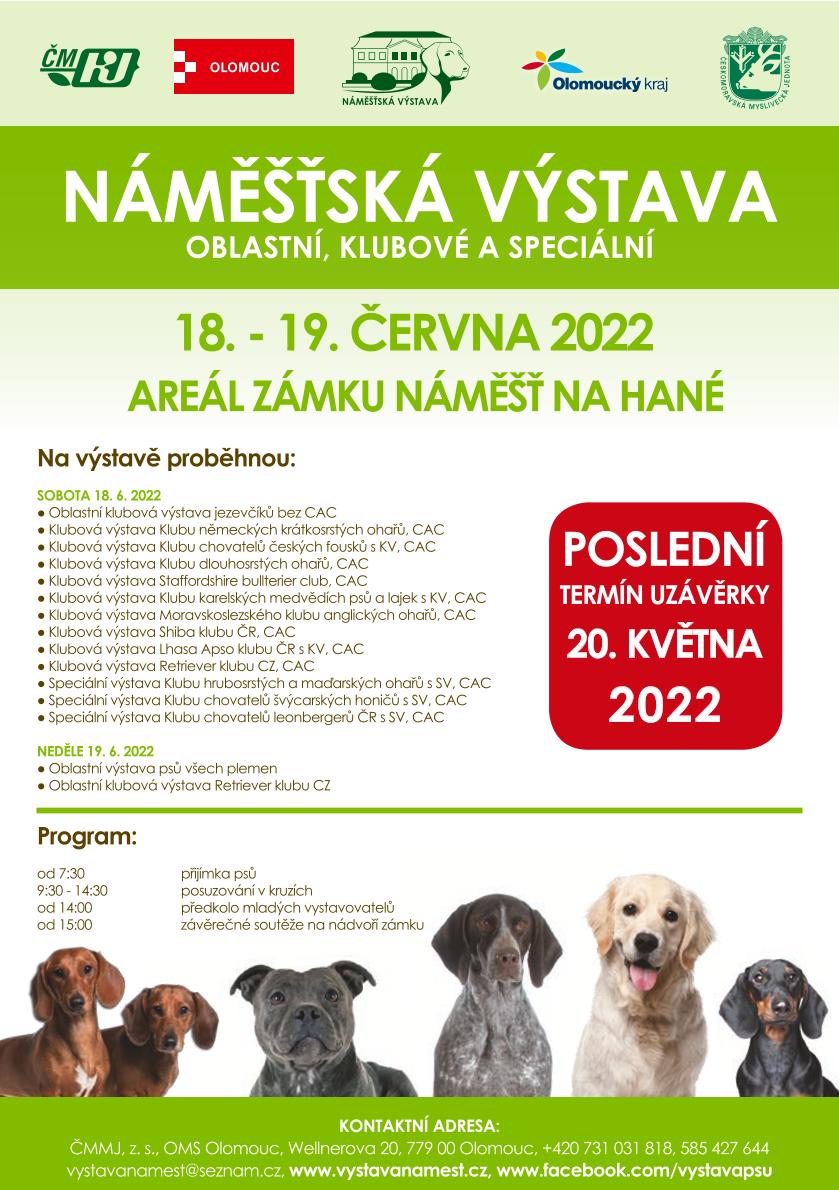 ČMKJ
OLOMOUC
NÁMĚŠŤSKÁ VÝSTAVA
Olomoucký kraj
ČESKOMORAVSKÁ MYSLIVECKÁ JEDNOTA
NÁMĚŠŤSKÁ VÝSTAVA
OBLASTNÍ, KLUBOVÉ A SPECIÁLNÍ
18. - 19. ČERVNA 2022
AREÁL ZÁMKU NÁMĚŠŤ NA HANÉ
Na výstavě proběhnou:
SOBOTA 18. 6. 2022
● Oblastní klubová výstava jezevčíků bez CAC
● Klubová výstava Klubu německých krátkosrstých ohařů, CAC
● Klubová výstava Klubu chovatelů českých fousků s KV, CAC
● Klubová výstava Klubu dlouhosrstých ohařů, CAC
● Klubová výstava Staffordshire bullterier club, CAC
● Klubová výstava Klubu karelských medvědích psů a lajek s KV, CAC
● Klubová výstava Moravskoslezského klubu anglických ohařů, CAC
● Klubová výstava Shiba klubu ČR, CAC
● Klubová výstava Lhasa Apso klubu ČR s KV, CAC
● Klubová výstava Retriever klubu CZ, CAC
● Speciální výstava Klubu hrubosrstých a maďarských ohařů s SV, CAC
● Speciální výstava Klubu chovatelů švýcarských honičů s SV, CAC
● Speciální výstava Klubu chovatelů leonbergerů ČR s SV, CAC
NEDĚLE 19. 6. 2022
● Oblastní výstava psů všech plemen
● Oblastní klubová výstava Retriever klubu CZ
POSLEDNÍ
TERMÍN UZÁVĚRKY
20. KVĚTNA
2022
Program:
od 7:30 přijímka psů
9:30 - 14:30 posuzování v kruzích
od 14:00 předkolo mladých vystavovatelů
od 15:00 závěrečné soutěže na nádvoří zámku
KONTAKTNÍ ADRESA:
ČMMJ, z. s., OMS Olomouc, Wellnerova 20, 779 00 Olomouc, +420 731 031 818, 585 427 644
vystavanamest@seznam.cz, www.vystavanamest.cz, www.facebook.com/vystavapsu